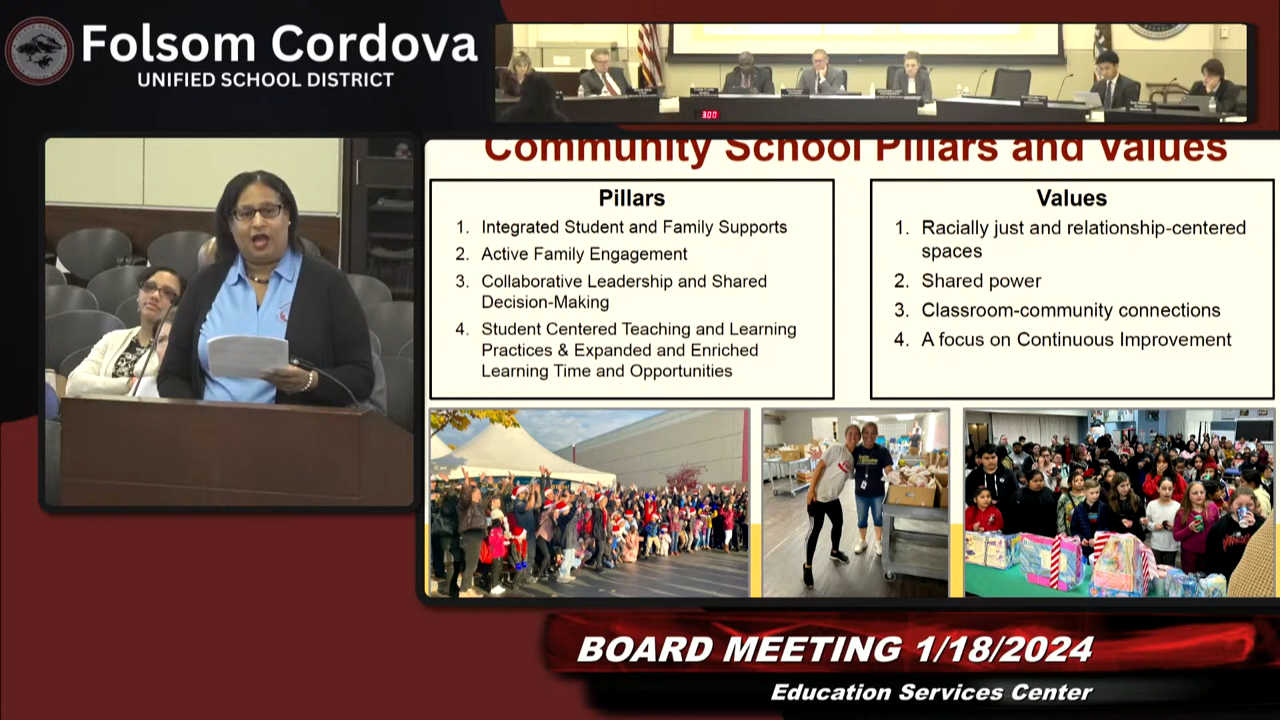 Folsom Cordova
UNIFIED SCHOOL DISTRICT
3:00
Community School Pillars and Values
Pillars
1. Integrated Student and Family Supports
2. Active Family Engagement
3. Collaborative Leadership and Shared
Decision-Making
4. Student Centered Teaching and Learning
Practices & Expanded and Enriched
Learning Time and Opportunities
Values
1. Racially just and relationship-centered
spaces
2. Shared power
3. Classroom-community connections
4. A focus on Continuous Improvement
BOARD MEETING 1/18/2024
Education Services Center